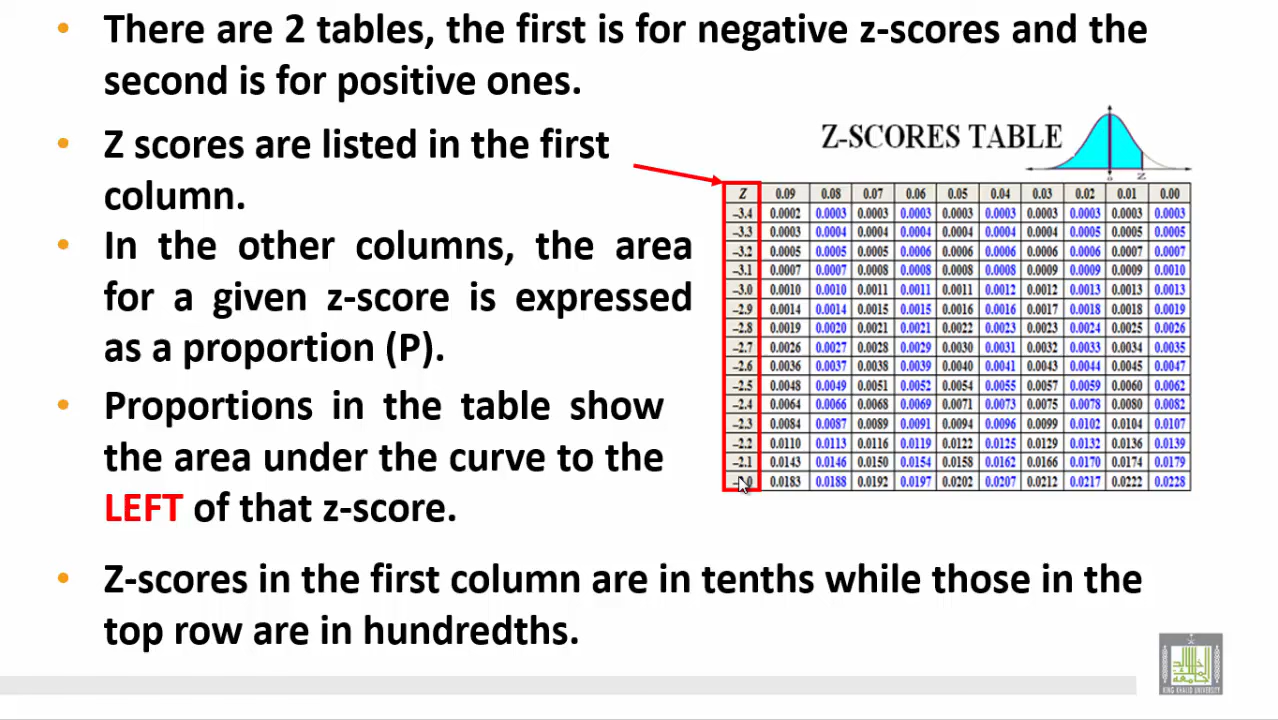 • There are 2 tables, the first is for negative z-scores and the
second is for positive ones.
• Z scores are listed in the first
column.
• In the other columns, the area
for a given z-score is expressed
as a proportion (P).
• Proportions in the table show
the area under the curve to the
LEFT of that z-score.
• Z-scores in the first column are in tenths while those in the
top row are in hundredths.
Z-SCORES TABLE
0 Z
Z 0.09 0.08 0.07 0.06 0.05 0.04 0.03 0.02 0.01 0.00
–3.4 0.0002 0.0003 0.0003 0.0003 0.0003 0.0003 0.0003 0.0003 0.0003 0.0003
–3.3 0.0003 0.0004 0.0004 0.0004 0.0004 0.0004 0.0004 0.0005 0.0005 0.0005
–3.2 0.0005 0.0005 0.0005 0.0006 0.0006 0.0006 0.0006 0.0006 0.0007 0.0007
–3.1 0.0007 0.0007 0.0008 0.0008 0.0008 0.0008 0.0009 0.0009 0.0009 0.0010
–3.0 0.0010 0.0010 0.0011 0.0011 0.0011 0.0012 0.0012 0.0013 0.0013 0.0013
–2.9 0.0014 0.0014 0.0015 0.0015 0.0016 0.0016 0.0017 0.0018 0.0018 0.0019
–2.8 0.0019 0.0020 0.0021 0.0021 0.0022 0.0023 0.0023 0.0024 0.0025 0.0026
–2.7 0.0026 0.0027 0.0028 0.0029 0.0030 0.0031 0.0032 0.0033 0.0034 0.0035
–2.6 0.0036 0.0037 0.0038 0.0039 0.0040 0.0041 0.0043 0.0044 0.0045 0.0047
–2.5 0.0048 0.0049 0.0051 0.0052 0.0054 0.0055 0.0057 0.0059 0.0060 0.0062
–2.4 0.0064 0.0066 0.0068 0.0069 0.0071 0.0073 0.0075 0.0078 0.0080 0.0082
–2.3 0.0084 0.0087 0.0089 0.0091 0.0094 0.0096 0.0099 0.0102 0.0104 0.0107
–2.2 0.0110 0.0113 0.0116 0.0119 0.0122 0.0125 0.0129 0.0132 0.0136 0.0139
–2.1 0.0143 0.0146 0.0150 0.0154 0.0158 0.0162 0.0166 0.0170 0.0174 0.0179
0.0183 0.0188 0.0192 0.0197 0.0202 0.0207 0.0212 0.0217 0.0222 0.0228
KING KHALID UNIVERSITY